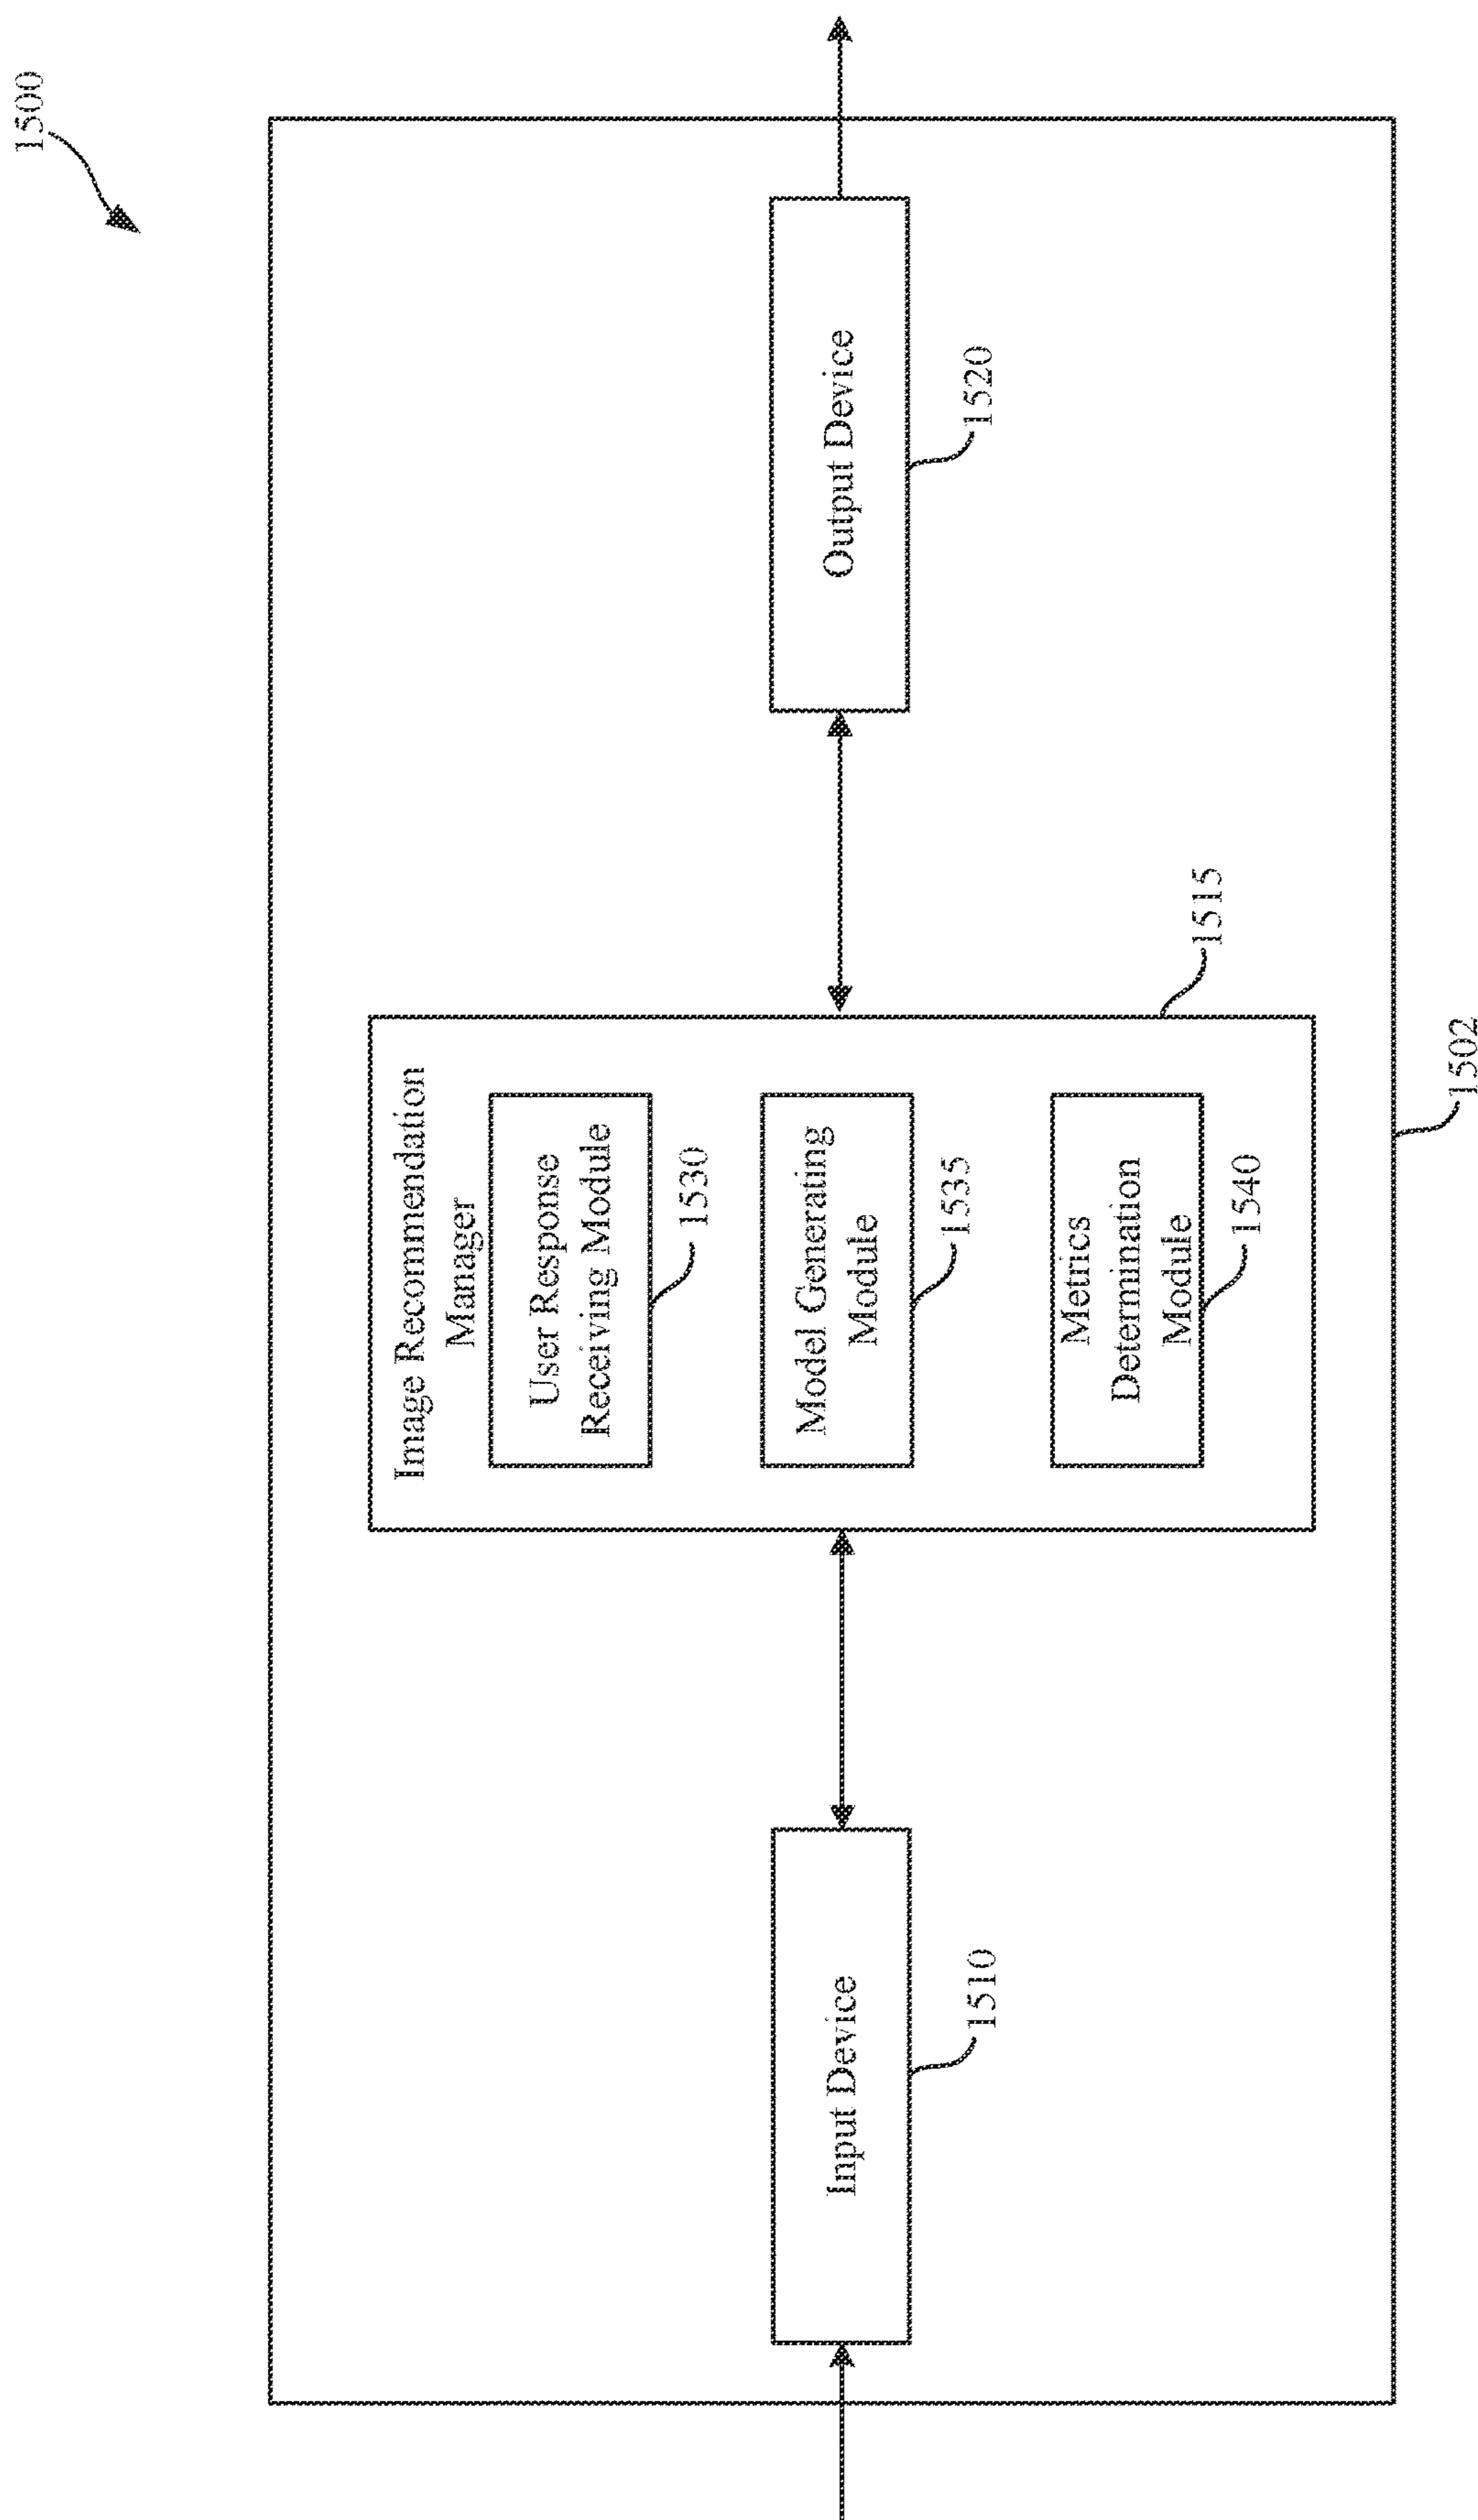 1500
Input Device
1510
Image Recommendation
Manager
User Response
Receiving Module
1530
Model Generating
Module
1535
Metrics
Determination
Module
1540
1515
Output Device
1520
1502